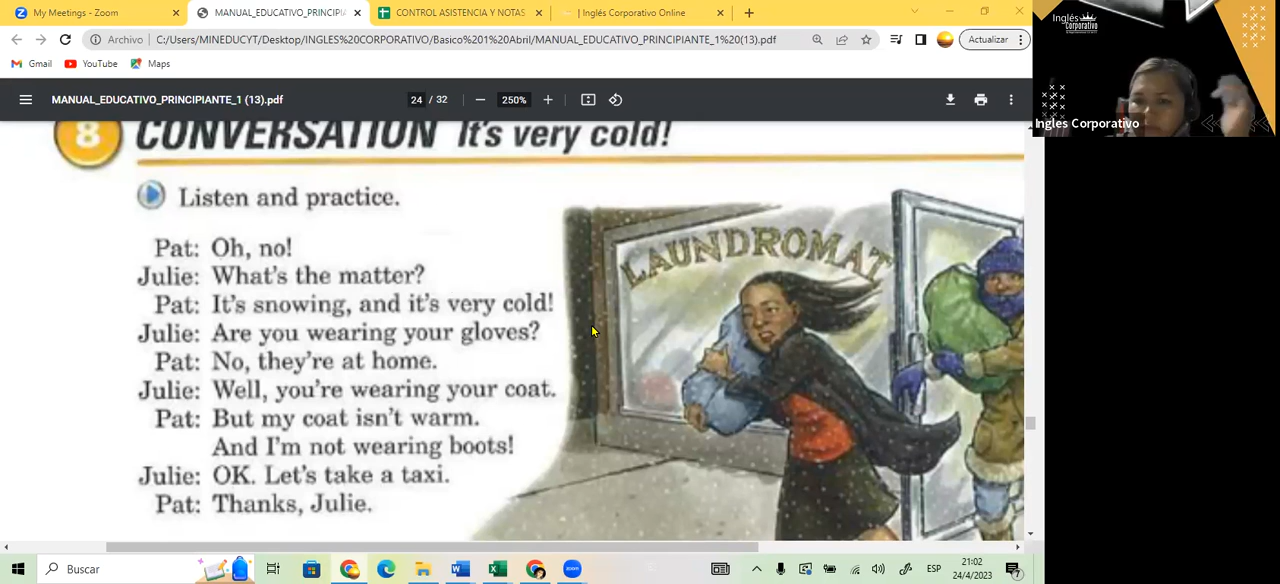 My Meetings - Zoom
MANUAL_EDUCATIVO_PRINCIPIA
CONTROL ASISTENCIA Y NOTAS
| Inglés Corporativo Online
Archivo
C:/Users/MINEDUCYT/Desktop/INGLES%20CORPORATIVO/Basico%201%20Abril/MANUAL_EDUCATIVO_PRINCIPIANTE_1%20(13).pdf
Actualizar
Gmail
YouTube
Maps
MANUAL_EDUCATIVO_PRINCIPIANTE_1 (13).pdf
24 / 32
250%
Inglés
Corporativo
Ingles Corporativo
8 CONVERSATION It's very cold!
Listen and practice.
Pat: Oh, no!
Julie: What's the matter?
Pat: It's snowing, and it's very cold!
Julie: Are you wearing your gloves?
Pat: No, they're at home.
Julie: Well, you're wearing your coat.
Pat: But my coat isn't warm.
And I'm not wearing boots!
Julie: OK. Let's take a taxi.
Pat: Thanks, Julie.
LAUNDROMAT
Buscar
ESP
21:02
24/4/2023